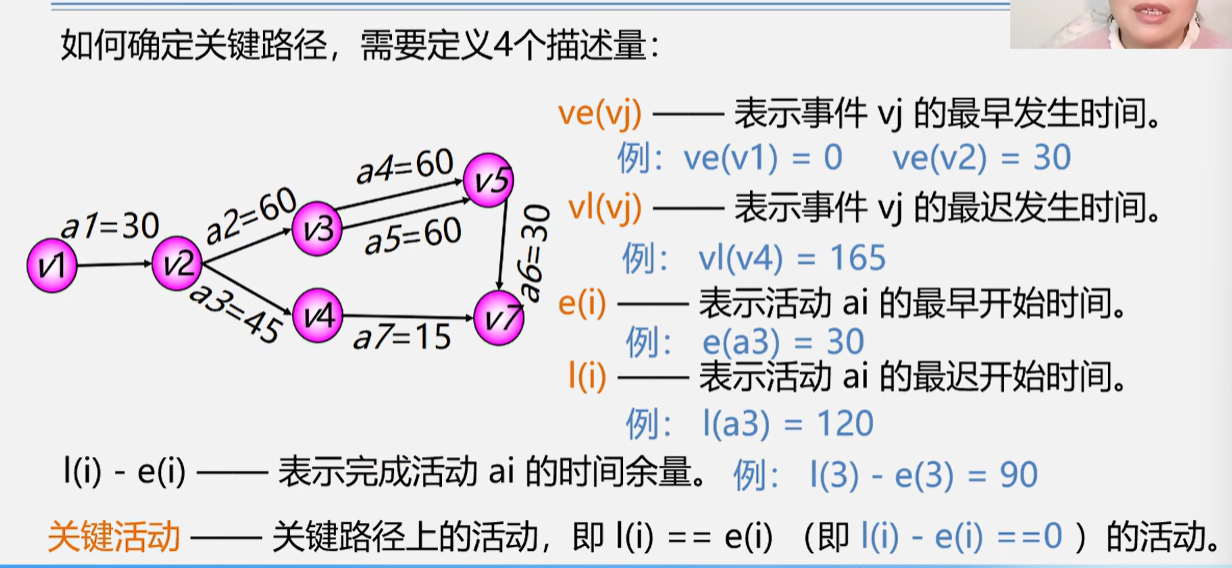 如何确定关键路径，需要定义4个描述量：
ve(vj) —— 表示事件 vj 的最早发生时间。
例： ve(v1) = 0 ve(v2) = 30
vl(vj) —— 表示事件 vj 的最迟发生时间。
例： vl(v4) = 165
e(i) —— 表示活动 ai 的最早开始时间。
例： e(a3) = 30
l(i) —— 表示活动 ai 的最迟开始时间。
例： l(a3) = 120
a1=30
a2=60
a3=45
a4=60
a5=60
a6=30
a7=15
v1
v2
v3
v4
v5
v7
l(i) - e(i) —— 表示完成活动 ai 的时间余量。 例： l(3) - e(3) = 90
关键活动 —— 关键路径上的活动，即 l(i) == e(i) （即 l(i) - e(i) ==0 ）的活动。